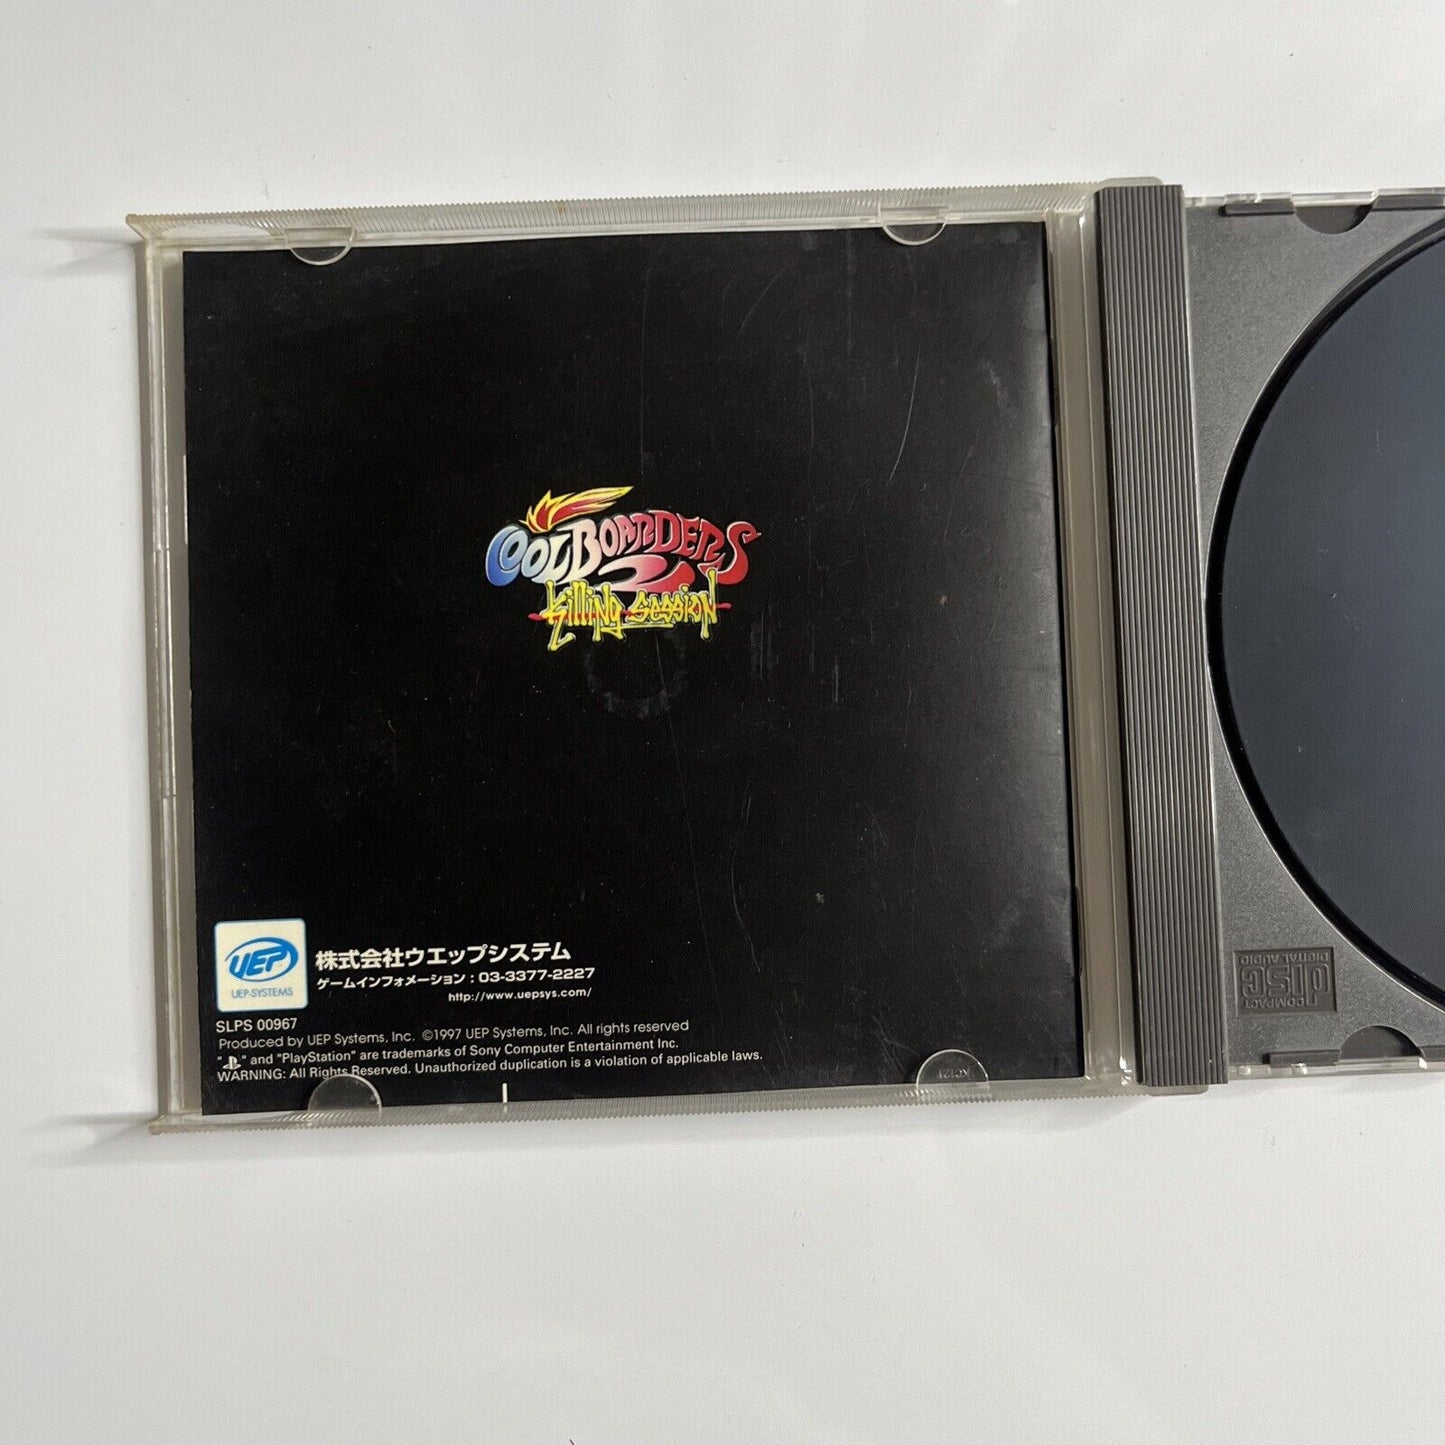 COOL BOARDERS
2
Killing Session
UEP
UEP-SYSTEMS
株式会社ウエップシステム
ゲームインフォメーション : 03-3377-2227
http://www.uepsys.com/
SLPS 00967
Produced by UEP Systems, Inc. ©1997 UEP Systems, Inc. All rights reserved
" " and "PlayStation" are trademarks of Sony Computer Entertainment Inc.
WARNING: All Rights Reserved. Unauthorized duplication is a violation of applicable laws.
COMPACT
disc
DIGITAL AUDIO